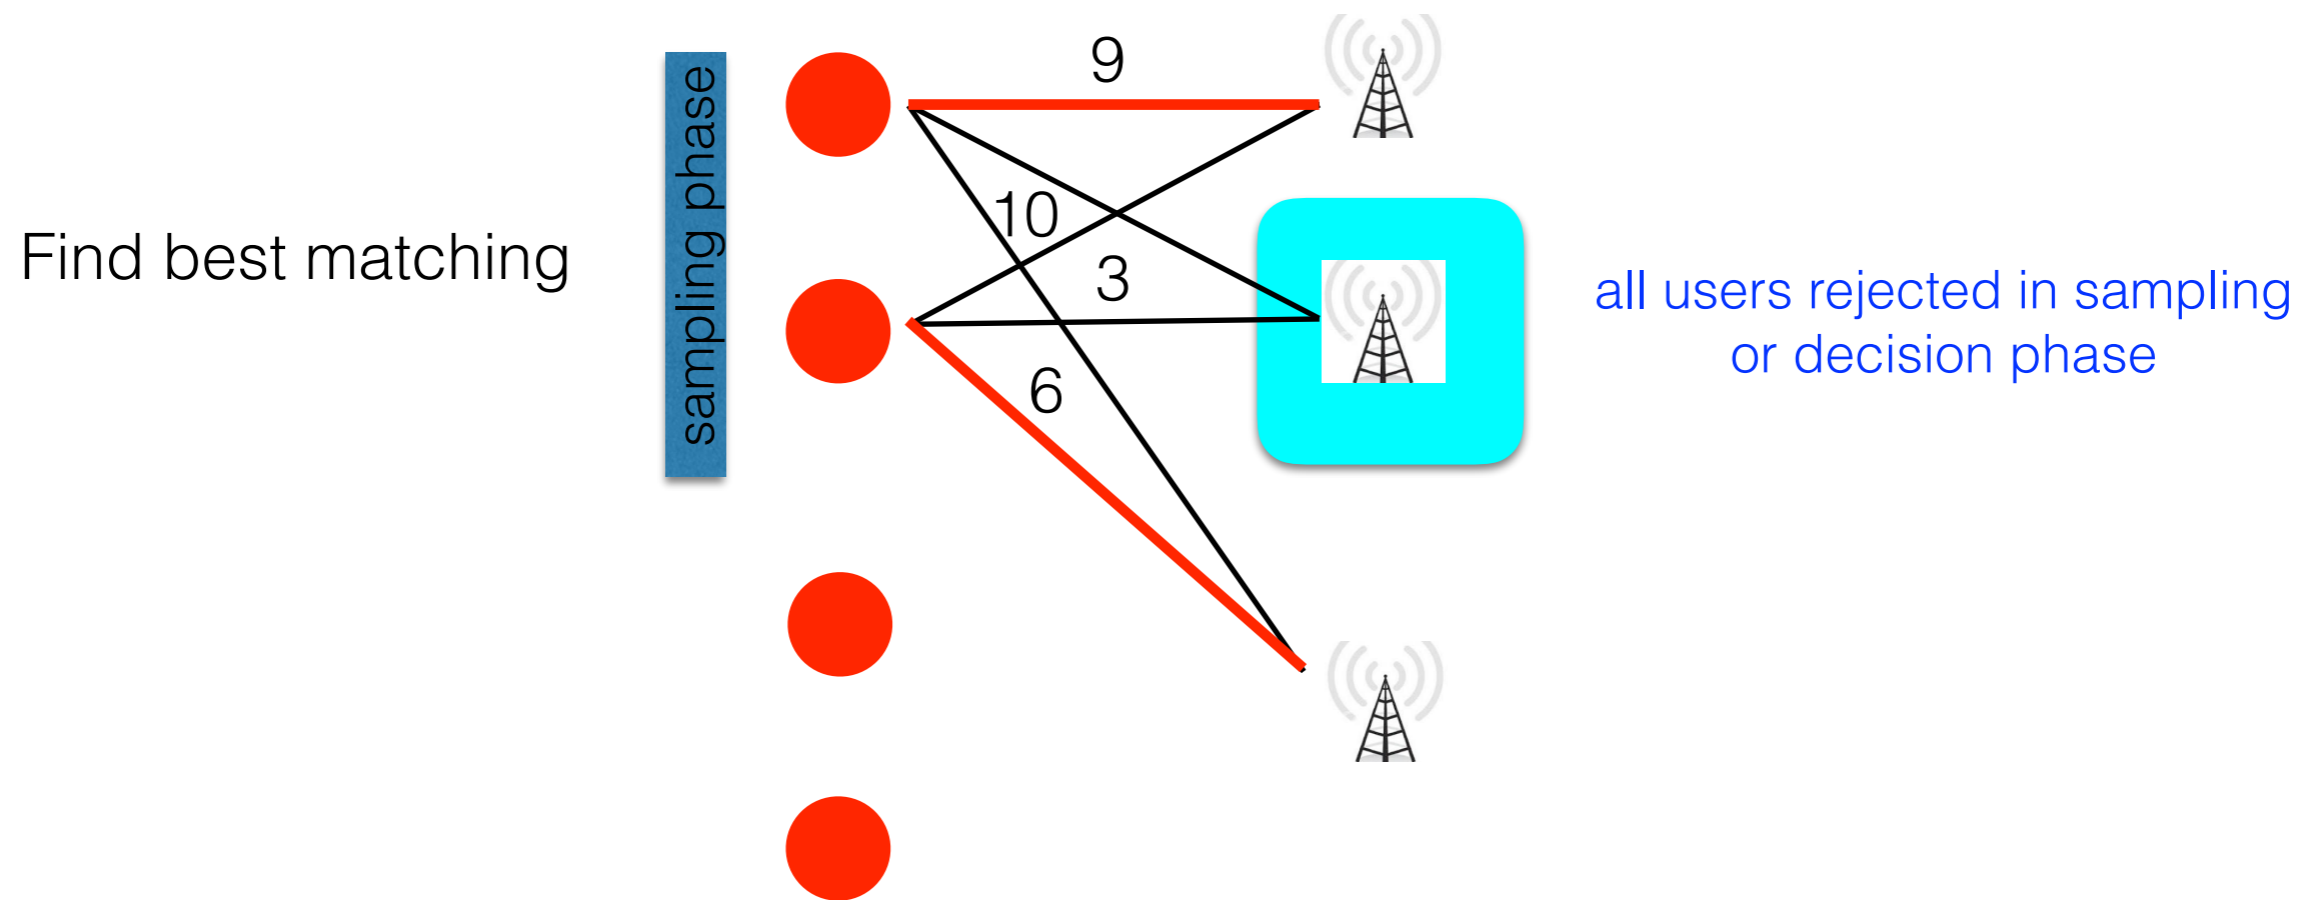 Find best matching
sampling phase
9
10
3
6
all users rejected in sampling
or decision phase